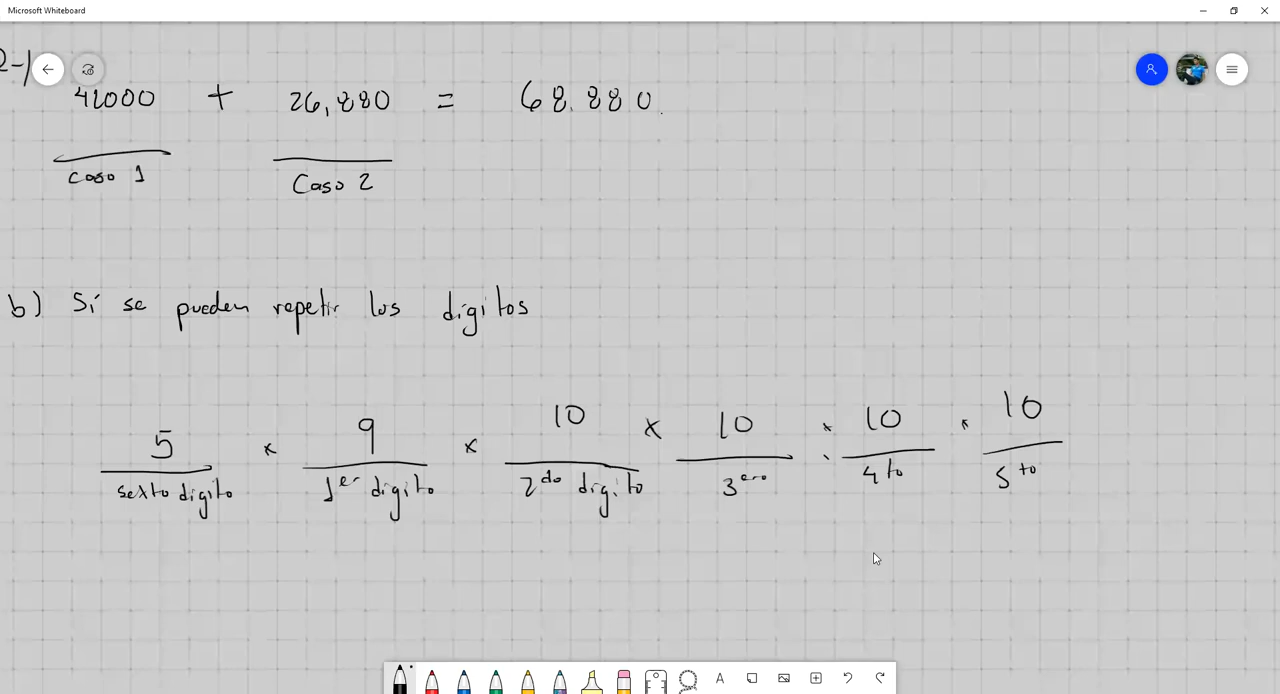 Microsoft Whiteboard
2-)
42000 + 26,880 = 68.880.
Caso 1 Caso 2
b) Sí se pueden repetir los dígitos
5 x 9 x 10 x 10 x 10 x 10
sexto dígito 1er dígito 2do dígito 3ero 4to 5to
A